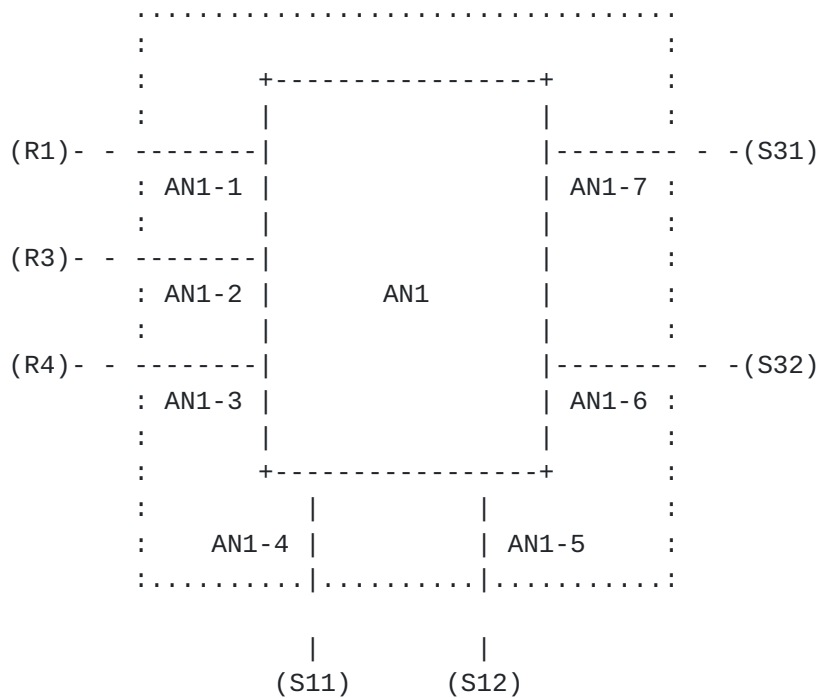 (R1) (S31)
AN1-1 AN1-7
(R3)
AN1-2 AN1
(R4) (S32)
AN1-3 AN1-6
AN1-4 AN1-5
(S11) (S12)